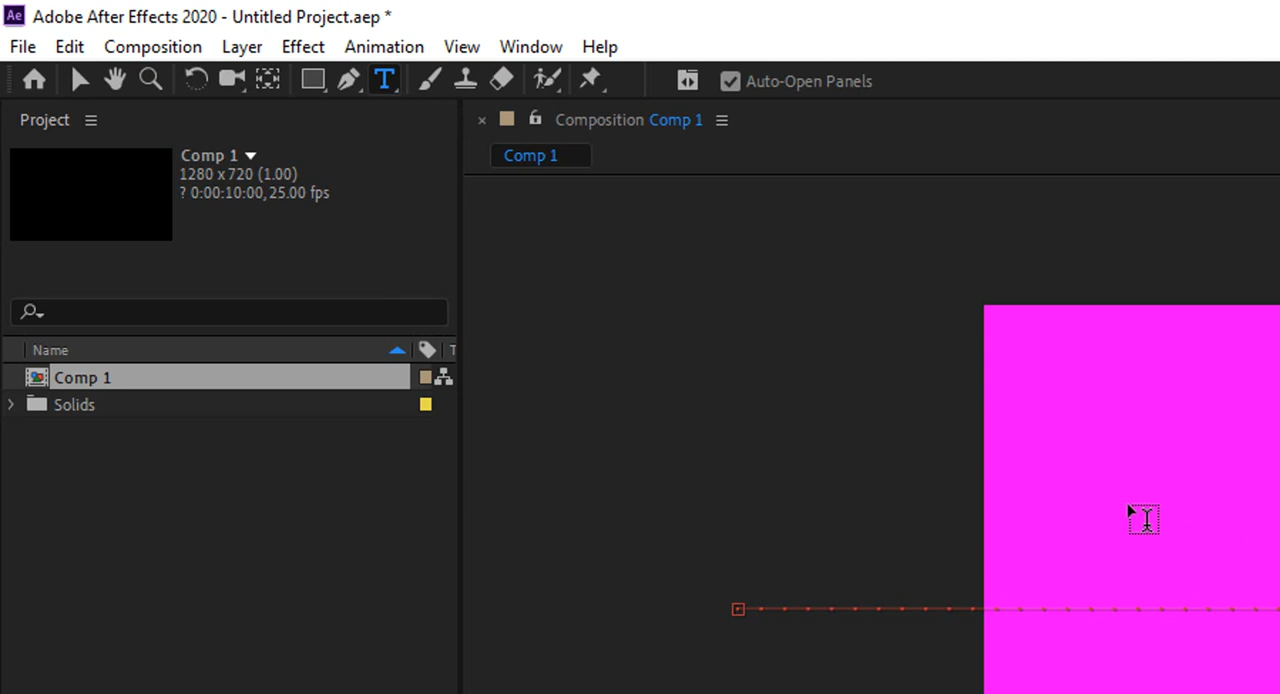 Ae Adobe After Effects 2020 - Untitled Project.aep *
File Edit Composition Layer Effect Animation View Window Help
T Auto-Open Panels
Project
Composition Comp 1
Comp 1
Comp 1
1280 x 720 (1.00)
? 0:00:10:00, 25.00 fps
Name T
Comp 1
Solids